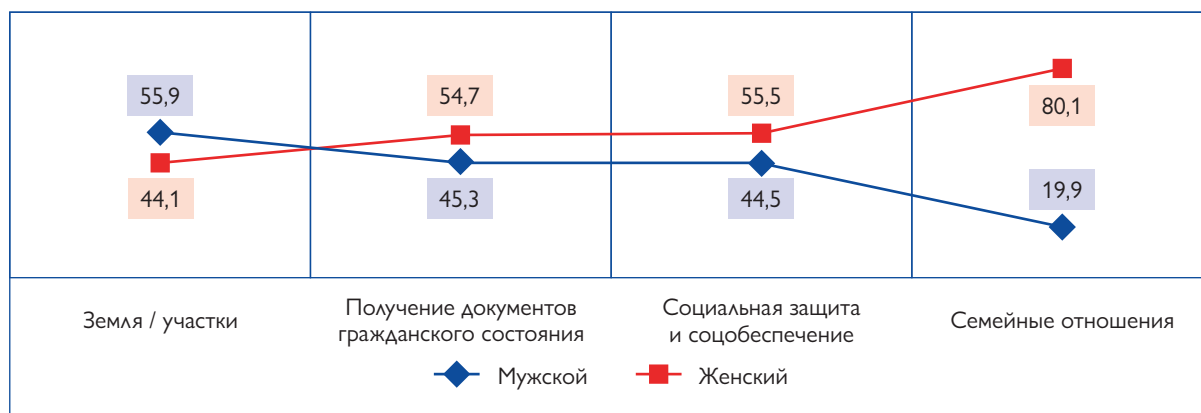 55,9
54,7
55,5
80,1
44,1
45,3
44,5
19,9
Земля / участки
Получение документов
гражданского состояния
Социальная защита
и соцобеспечение
Семейные отношения
Мужской
Женский